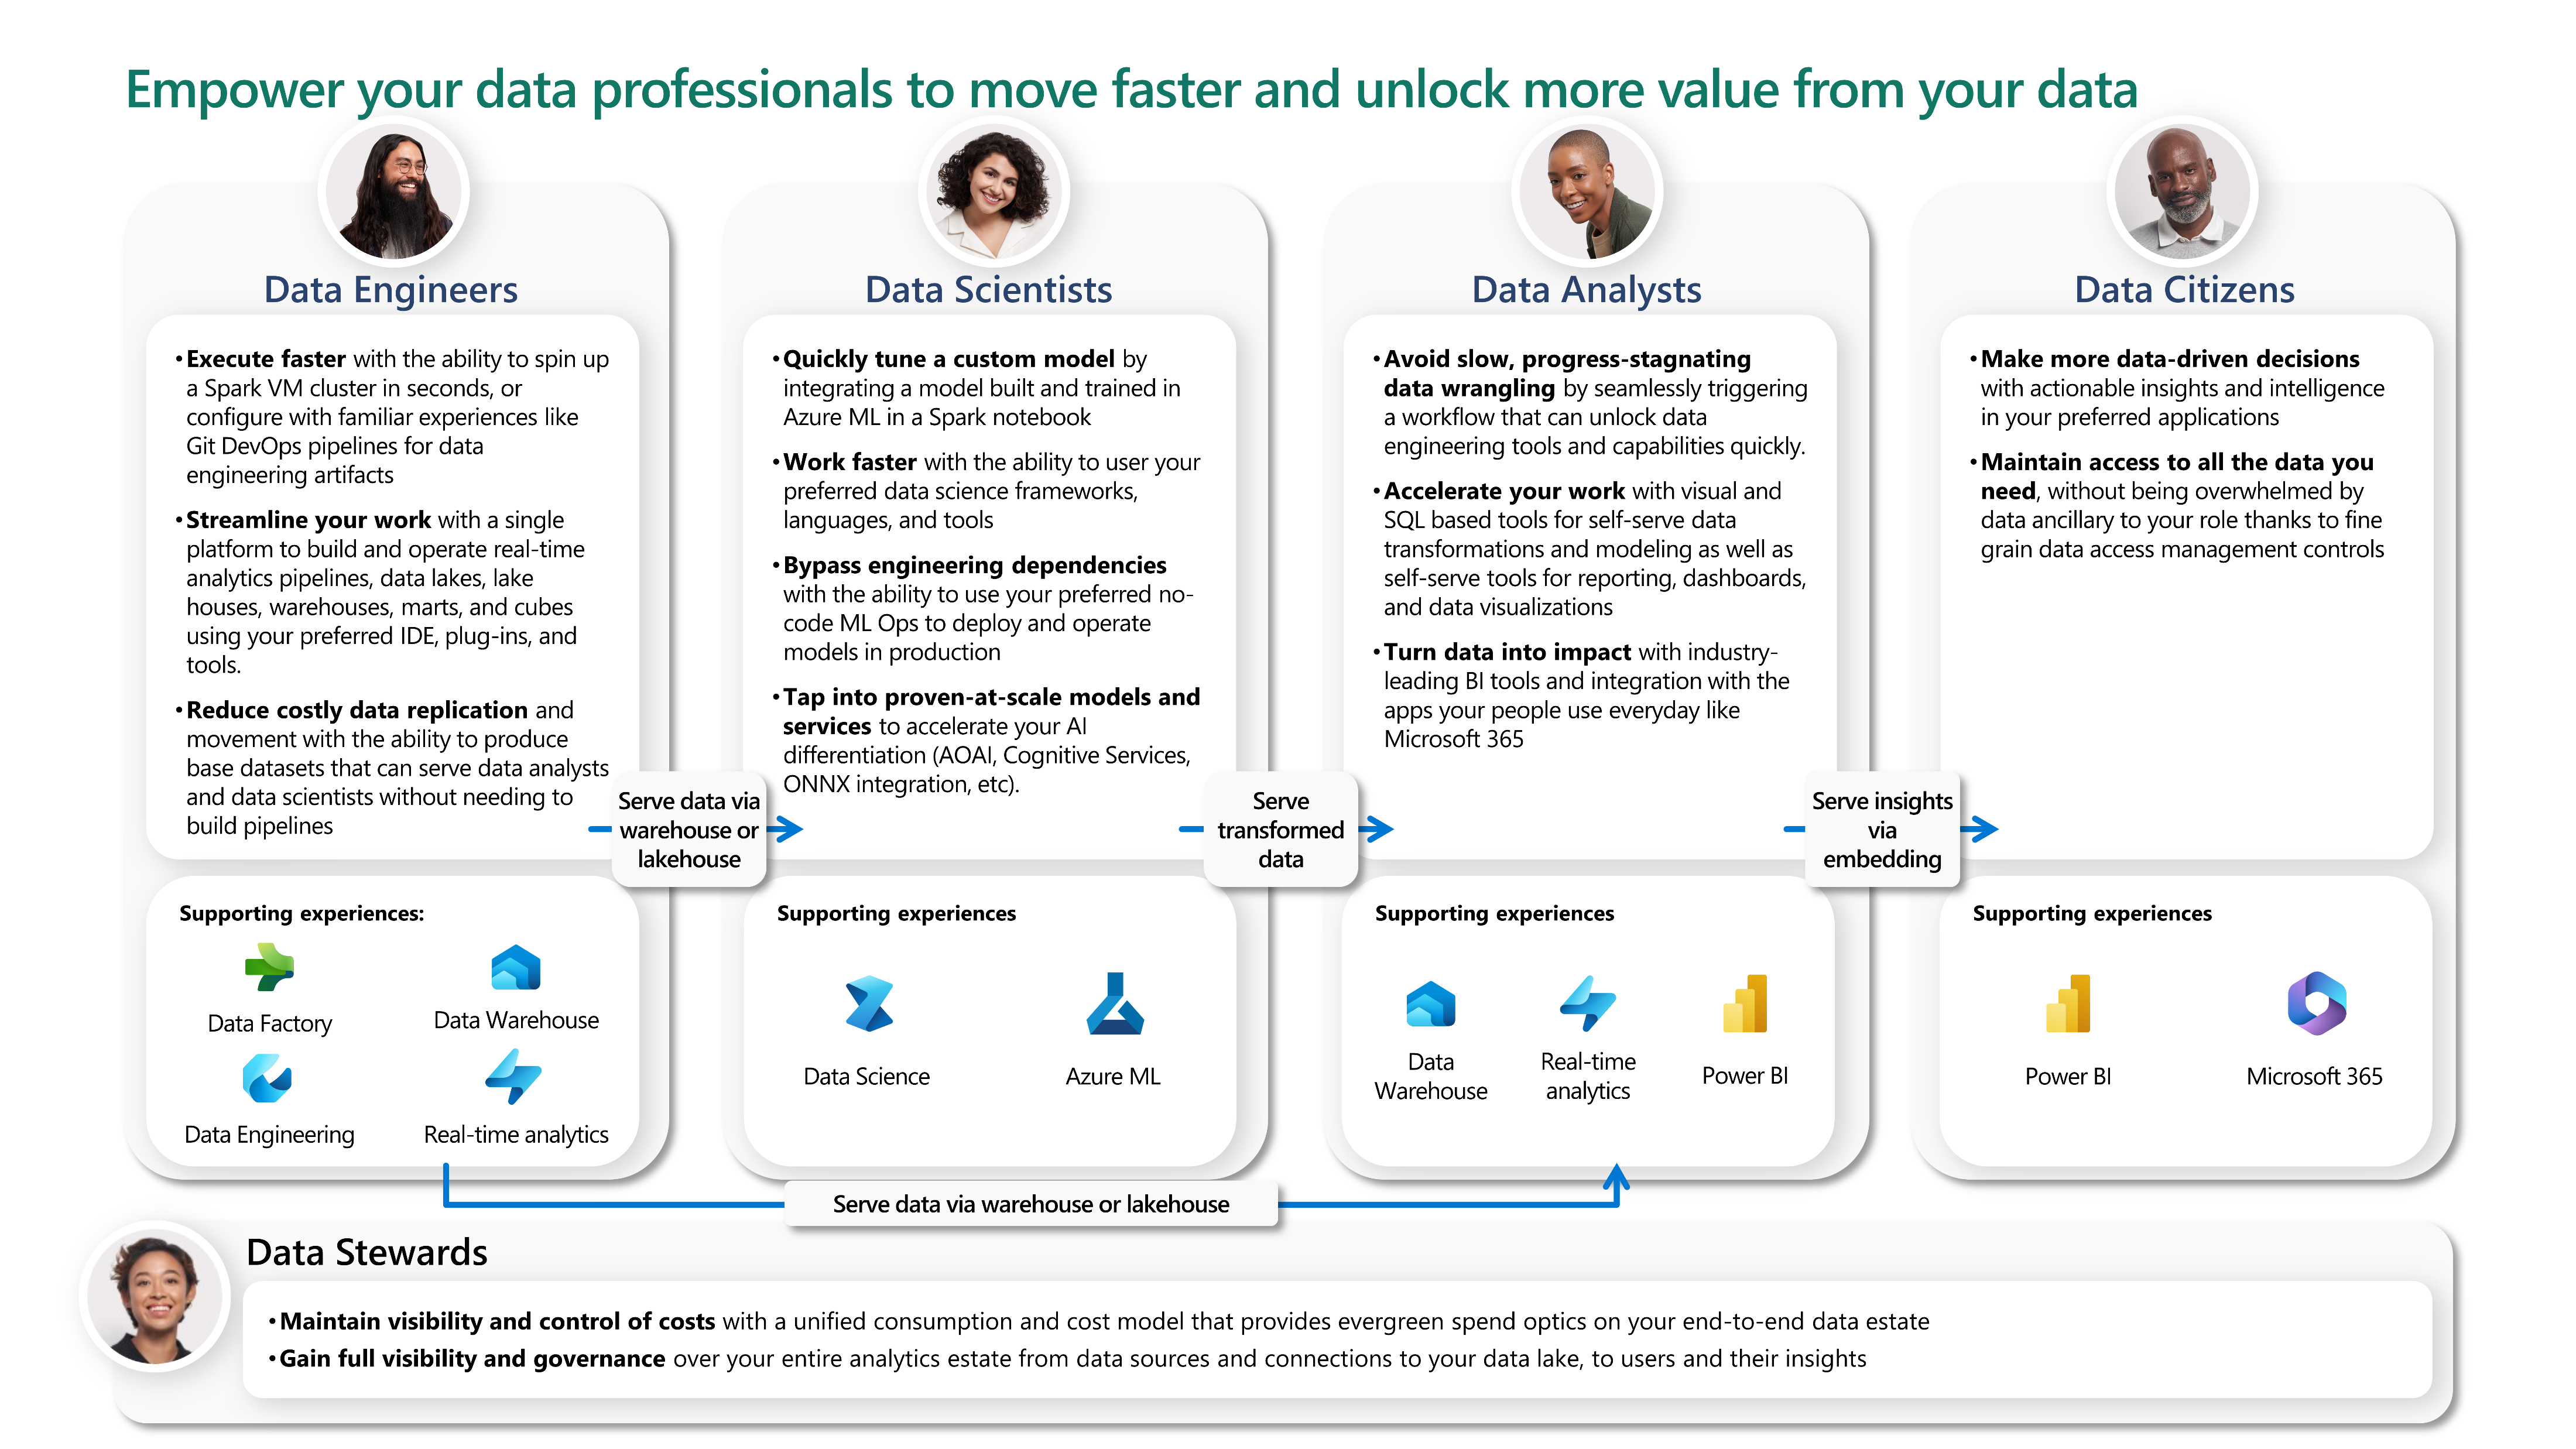 Empower your data professionals to move faster and unlock more value from your data
Data Engineers
•Execute faster with the ability to spin up
a Spark VM cluster in seconds, or
configure with familiar experiences like
Git DevOps pipelines for data
engineering artifacts
•Streamline your work with a single
platform to build and operate real-time
analytics pipelines, data lakes, lake
houses, warehouses, marts, and cubes
using your preferred IDE, plug-ins, and
tools.
•Reduce costly data replication and
movement with the ability to produce
base datasets that can serve data analysts
and data scientists without needing to
build pipelines
Supporting experiences:
Data Factory
Data Warehouse
Data Engineering
Real-time analytics
Serve data via
warehouse or
lakehouse
Data Scientists
•Quickly tune a custom model by
integrating a model built and trained in
Azure ML in a Spark notebook
•Work faster with the ability to user your
preferred data science frameworks,
languages, and tools
•Bypass engineering dependencies
with the ability to use your preferred no-
code ML Ops to deploy and operate
models in production
•Tap into proven-at-scale models and
services to accelerate your AI
differentiation (AOAI, Cognitive Services,
ONNX integration, etc).
Supporting experiences
Data Science
Azure ML
Serve
transformed
data
Data Analysts
•Avoid slow, progress-stagnating
data wrangling by seamlessly triggering
a workflow that can unlock data
engineering tools and capabilities quickly.
•Accelerate your work with visual and
SQL based tools for self-serve data
transformations and modeling as well as
self-serve tools for reporting, dashboards,
and data visualizations
•Turn data into impact with industry-
leading BI tools and integration with the
apps your people use everyday like
Microsoft 365
Supporting experiences
Data
Warehouse
Real-time
analytics
Power BI
Serve insights
via
embedding
Data Citizens
•Make more data-driven decisions
with actionable insights and intelligence
in your preferred applications
•Maintain access to all the data you
need, without being overwhelmed by
data ancillary to your role thanks to fine
grain data access management controls
Supporting experiences
Power BI
Microsoft 365
Serve data via warehouse or lakehouse
Data Stewards
•Maintain visibility and control of costs with a unified consumption and cost model that provides evergreen spend optics on your end-to-end data estate
•Gain full visibility and governance over your entire analytics estate from data sources and connections to your data lake, to users and their insights